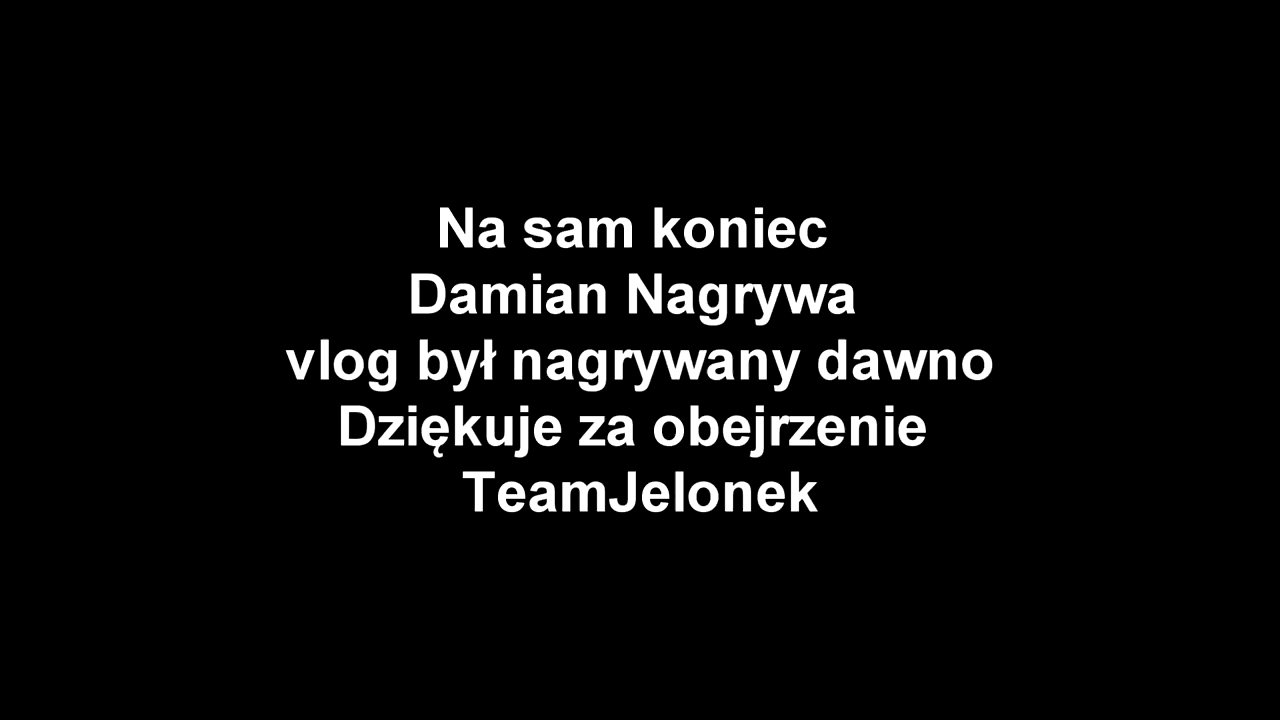 Na sam koniec
Damian Nagrywa
vlog był nagrywany dawno
Dziękuje za obejrzenie
TeamJelonek